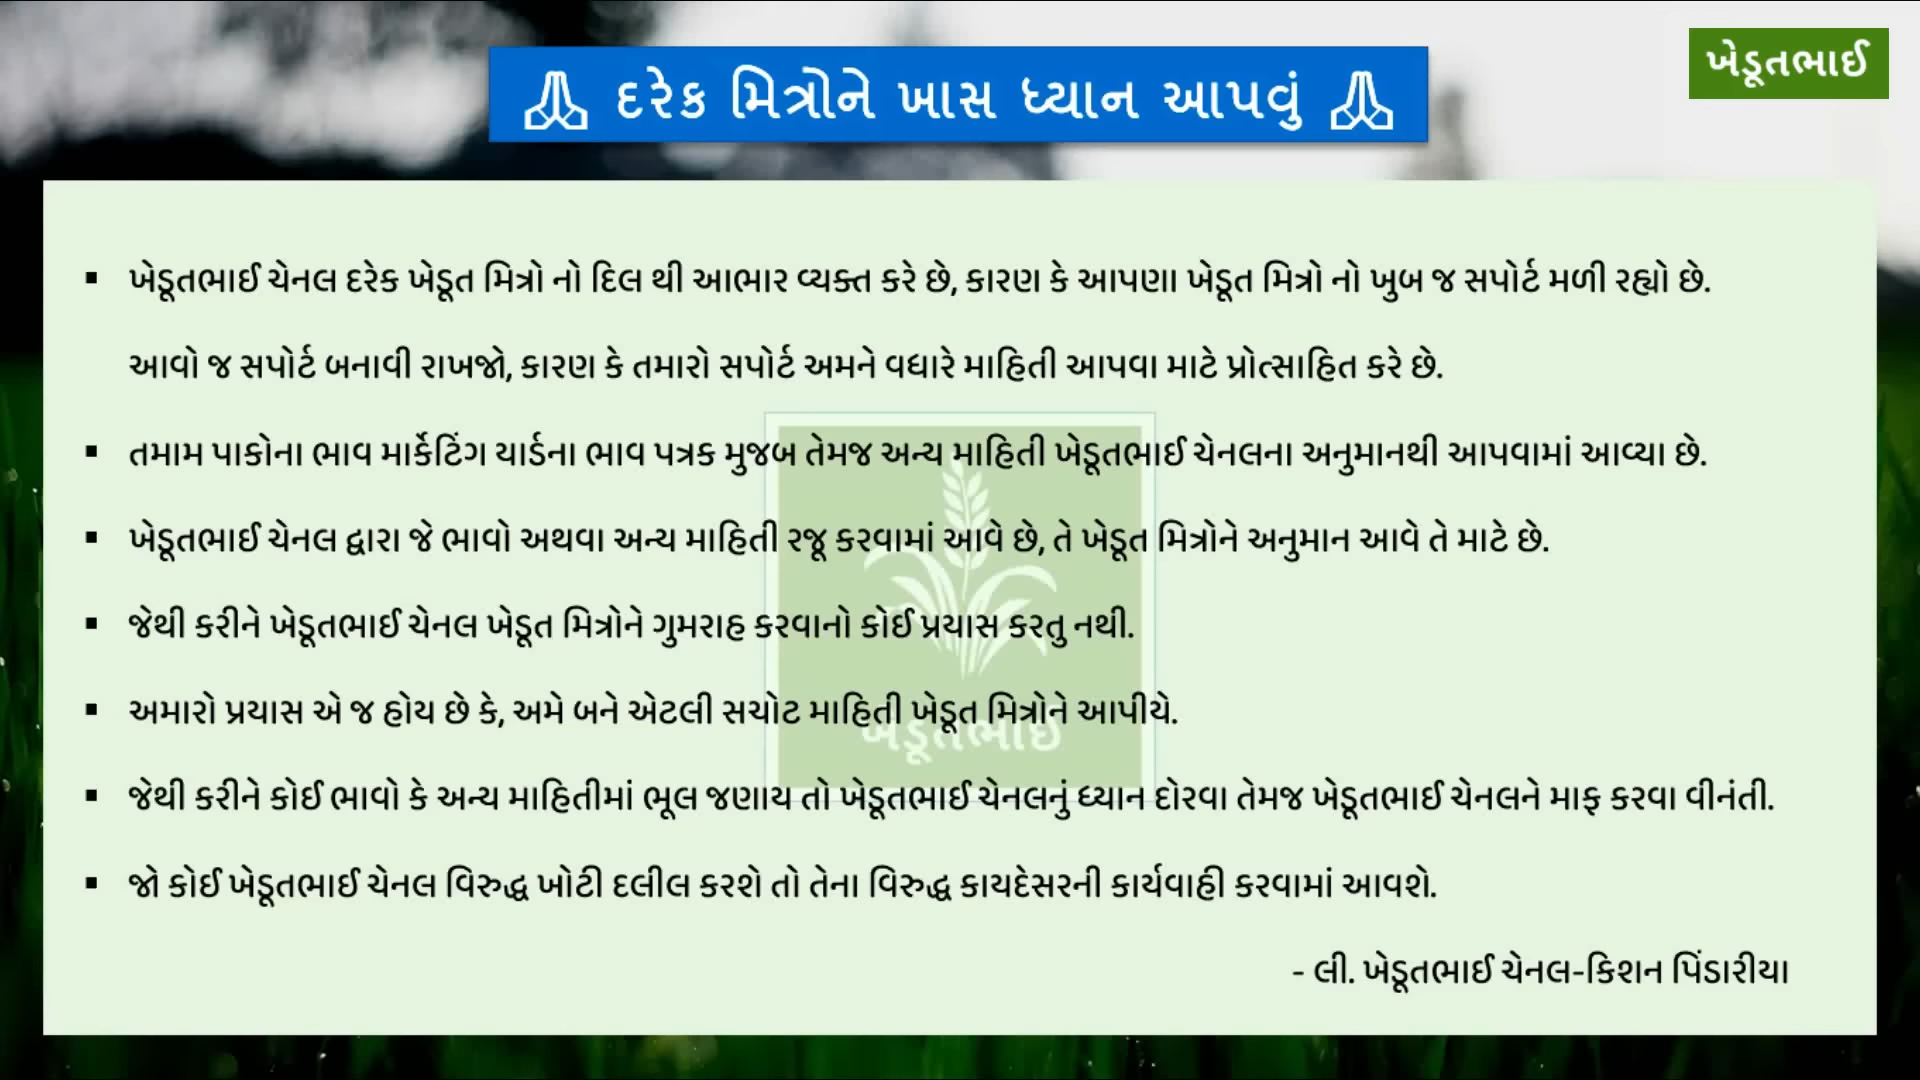 ખેડૂતભાઈ
🙏 દરેક મિત્રોને ખાસ ધ્યાન આપવું 🙏
▪ ખેડૂતભાઈ ચેનલ દરેક ખેડૂત મિત્રો નો દિલ થી આભાર વ્યક્ત કરે છે, કારણ કે આપણા ખેડૂત મિત્રો નો ખુબ જ સપોર્ટ મળી રહ્યો છે.
આવો જ સપોર્ટ બનાવી રાખજો, કારણ કે તમારો સપોર્ટ અમને વધારે માહિતી આપવા માટે પ્રોત્સાહિત કરે છે.
▪ તમામ પાકોના ભાવ માર્કેટિંગ યાર્ડના ભાવ પત્રક મુજબ તેમજ અન્ય માહિતી ખેડૂતભાઈ ચેનલના અનુમાનથી આપવામાં આવ્યા છે.
▪ ખેડૂતભાઈ ચેનલ દ્વારા જે ભાવો અથવા અન્ય માહિતી રજૂ કરવામાં આવે છે, તે ખેડૂત મિત્રોને અનુમાન આવે તે માટે છે.
▪ જેથી કરીને ખેડૂતભાઈ ચેનલ ખેડૂત મિત્રોને ગુમરાહ કરવાનો કોઈ પ્રયાસ કરતુ નથી.
▪ અમારો પ્રયાસ એ જ હોય છે કે, અમે બને એટલી સચોટ માહિતી ખેડૂત મિત્રોને આપીયે.
ખેડૂતભાઈ
▪ જેથી કરીને કોઈ ભાવો કે અન્ય માહિતીમાં ભૂલ જણાય તો ખેડૂતભાઈ ચેનલનું ધ્યાન દોરવા તેમજ ખેડૂતભાઈ ચેનલને માફ કરવા વીનંતી.
▪ જો કોઈ ખેડૂતભાઈ ચેનલ વિરુદ્ધ ખોટી દલીલ કરશે તો તેના વિરુદ્ધ કાયદેસરની કાર્યવાહી કરવામાં આવશે.
- લી. ખેડૂતભાઈ ચેનલ-કિશન પિંડારીયા